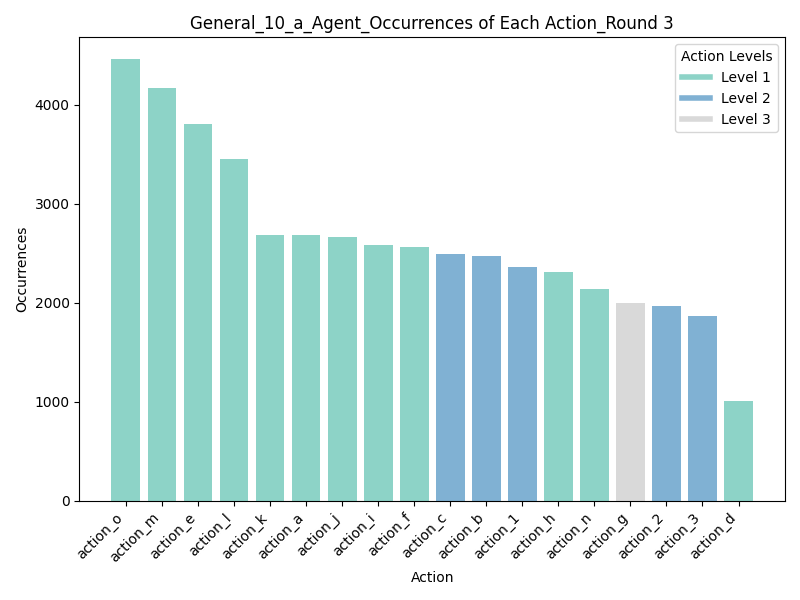 General_10_a_Agent_Occurrences of Each Action_Round 3
Action Levels
Level 1
Level 2
Level 3
Occurrences
4000
3000
2000
1000
0
action_o
action_m
action_e
action_l
action_k
action_a
action_j
action_i
action_f
action_c
action_b
action_1
action_h
action_n
action_g
action_2
action_3
action_d
Action